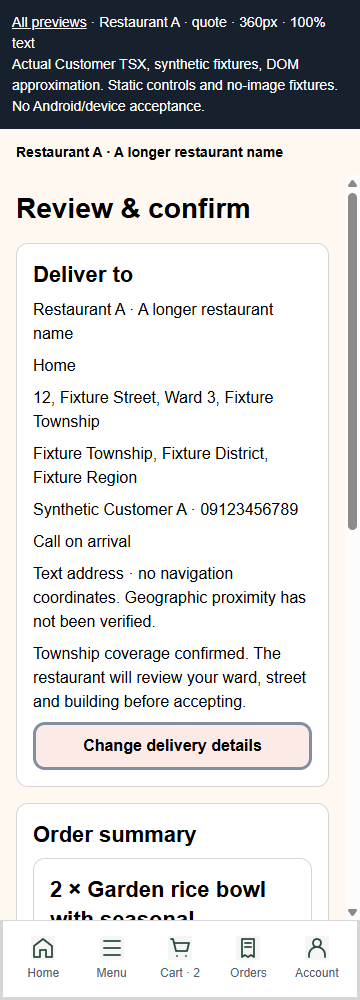 All previews · Restaurant A · quote · 360px · 100%
text
Actual Customer TSX, synthetic fixtures, DOM
approximation. Static controls and no-image fixtures.
No Android/device acceptance.
Restaurant A · A longer restaurant name
Review & confirm
Deliver to
Restaurant A · A longer restaurant
name
Home
12, Fixture Street, Ward 3, Fixture
Township
Fixture Township, Fixture District,
Fixture Region
Synthetic Customer A · 09123456789
Call on arrival
Text address · no navigation
coordinates. Geographic proximity has
not been verified.
Township coverage confirmed. The
restaurant will review your ward, street
and building before accepting.
Change delivery details
Order summary
2 × Garden rice bowl
with seasonal
Home
Menu
Cart · 2
Orders
Account